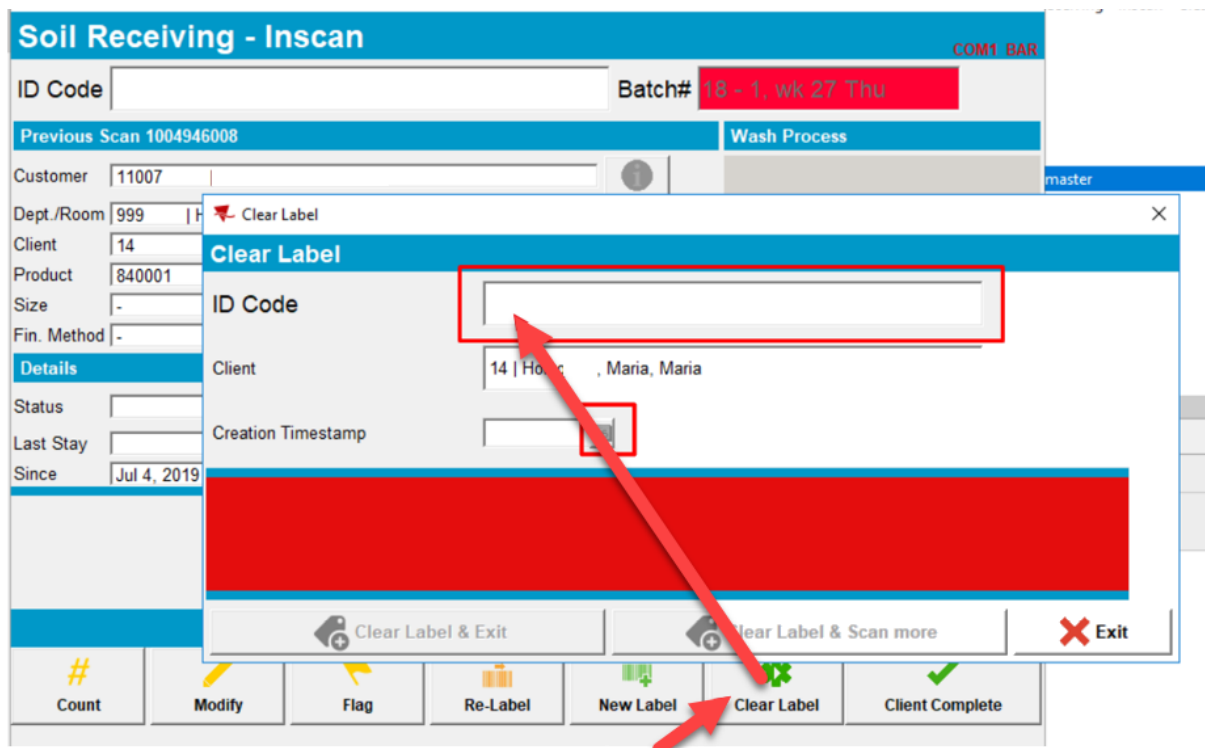 Soil Receiving - Inscan
COM1 BAR
ID Code
Batch# 18 - 1, wk 27 Thu
Previous Scan 1004946008
Wash Process
Customer 11007 |
master
Dept./Room 999 | H
Clear Label
Client 14
Clear Label
Product 840001
Size -
ID Code
Fin. Method -
Details
Client 14 | , Maria, Maria
Status
Creation Timestamp
Last Stay
Since Jul 4, 2019
Clear Label & Exit
Clear Label & Scan more
Exit
Count
Modify
Flag
Re-Label
New Label
Clear Label
Client Complete